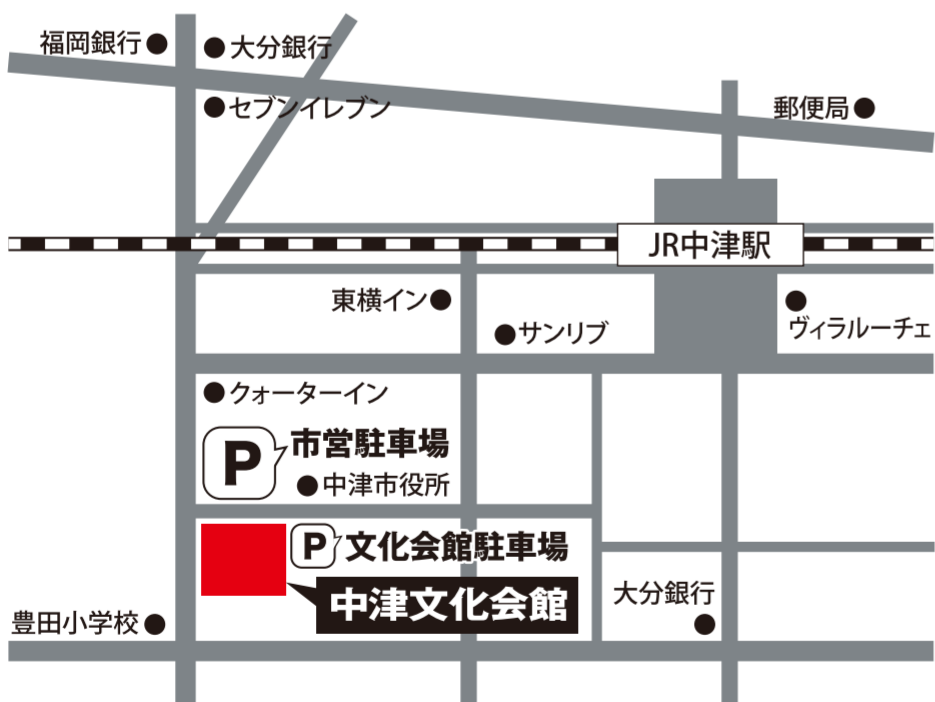 福岡銀行
大分銀行
セブンイレブン
郵便局
JR中津駅
東横イン
サンリブ
ヴィラルーチェ
クォーターイン
P 市営駐車場
中津市役所
P 文化会館駐車場
中津文化会館
大分銀行
豊田小学校